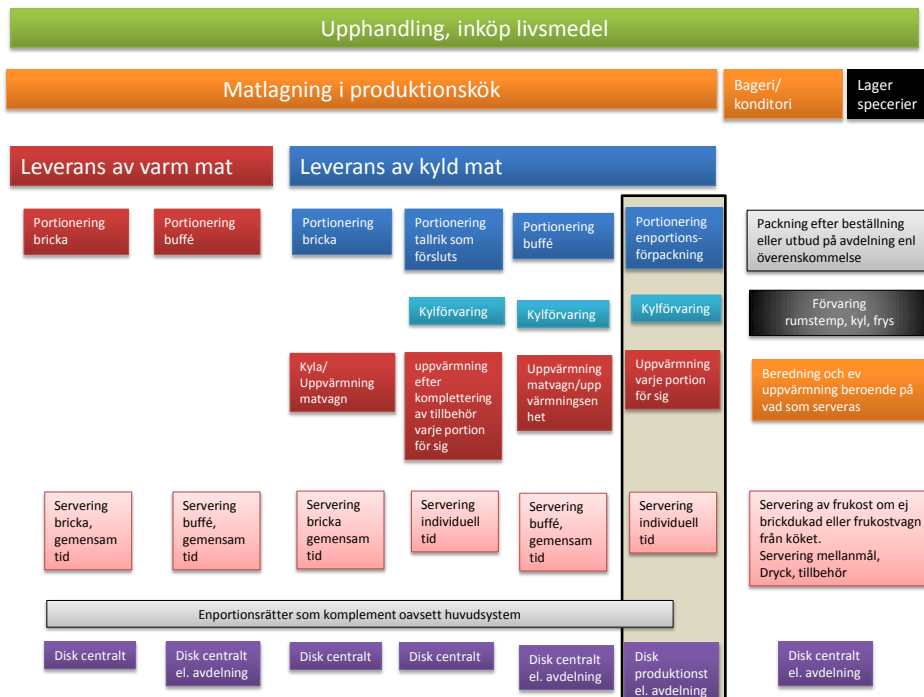 Upphandling, inköp livsmedel
Matlagning i produktionskök
Bageri/
konditori
Lager
specerier
Leverans av varm mat
Leverans av kyld mat
Portionering
bricka
Portionering
buffé
Portionering
bricka
Portionering
tallrik som
försluts
Portionering
buffé
Portionering
enportions-
förpackning
Packning efter beställning
eller utbud på avdelning enl
överenskommelse
Kylförvaring
Kylförvaring
Kylförvaring
Förvaring
rumstemp, kyl, frys
Kyla/
Uppvärmning
matvagn
uppvärmning
efter
komplettering
av tillbehör
varje portion
för sig
Uppvärmning
matvagn/upp
värmningsen
het
Uppvärmning
varje portion
för sig
Beredning och ev
uppvärmning beroende på
vad som serveras
Servering
bricka,
gemensam
tid
Servering
buffé,
gemensam
tid
Servering
bricka
gemensam
tid
Servering
individuell
tid
Servering
buffé,
gemensam
tid
Servering
individuell
tid
Servering av frukost om ej
brickdukad eller frukostvagn
från köket.
Servering mellanmål,
Dryck, tillbehör
Enportionsrätter som komplement oavsett huvudsystem
Disk centralt
Disk centralt
el. avdelning
Disk centralt
Disk centralt
Disk centralt
el. avdelning
Disk
produktionst
el. avdelning
Disk centralt
el. avdelning